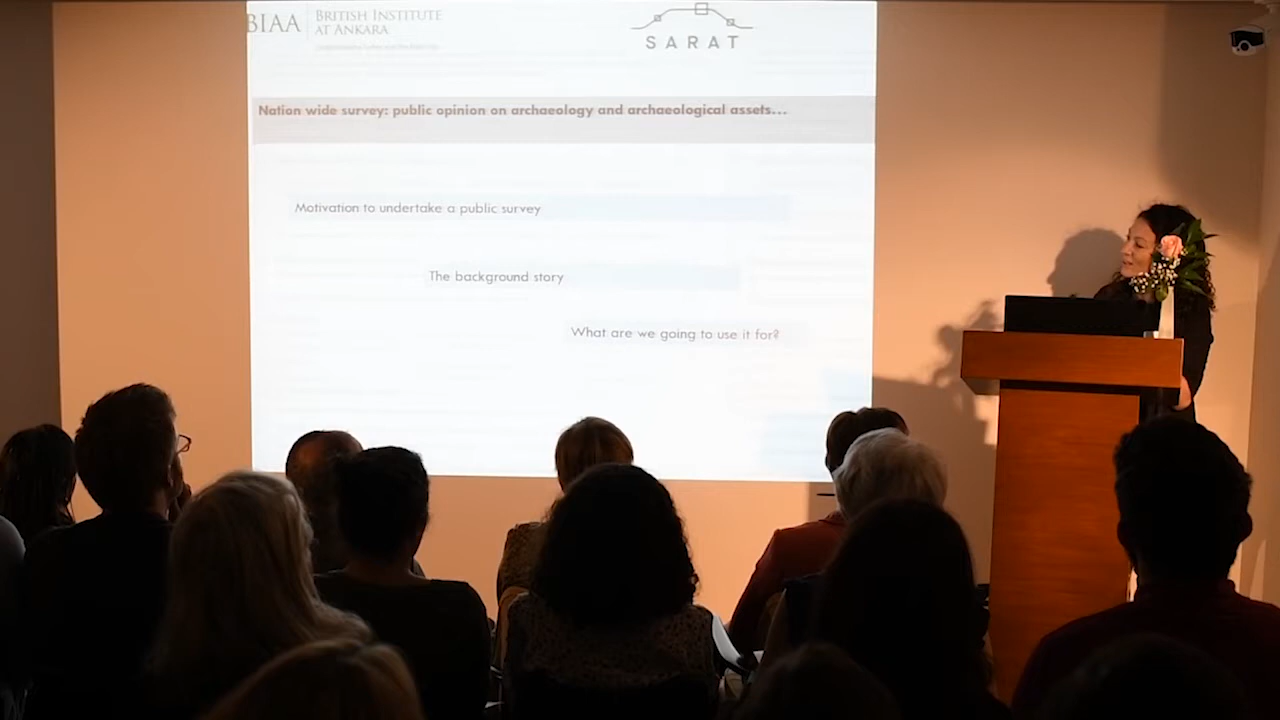 BIAA
BRITISH INSTITUTE
AT ANKARA
SARAT
Nation wide survey: public opinion on archaeology and archaeological assets...
Motivation to undertake a public survey
The background story
What are we going to use it for?